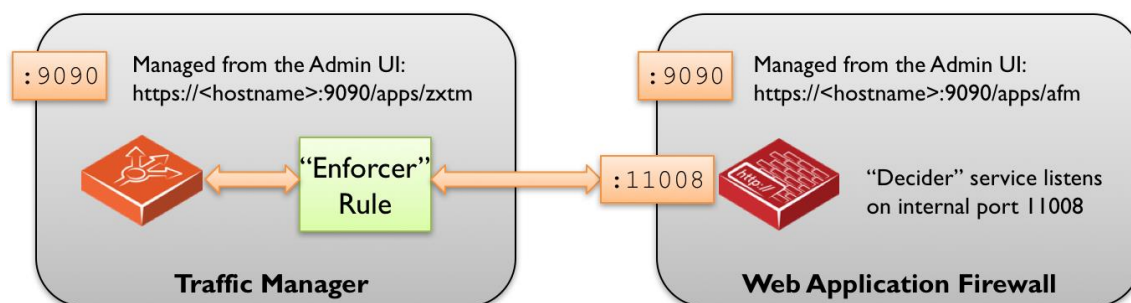 :9090
Managed from the Admin UI:
https://<hostname>:9090/apps/zxtm
“Enforcer”
Rule
Traffic Manager
:9090
Managed from the Admin UI:
https://<hostname>:9090/apps/afm
:11008
http://
“Decider” service listens
on internal port 11008
Web Application Firewall